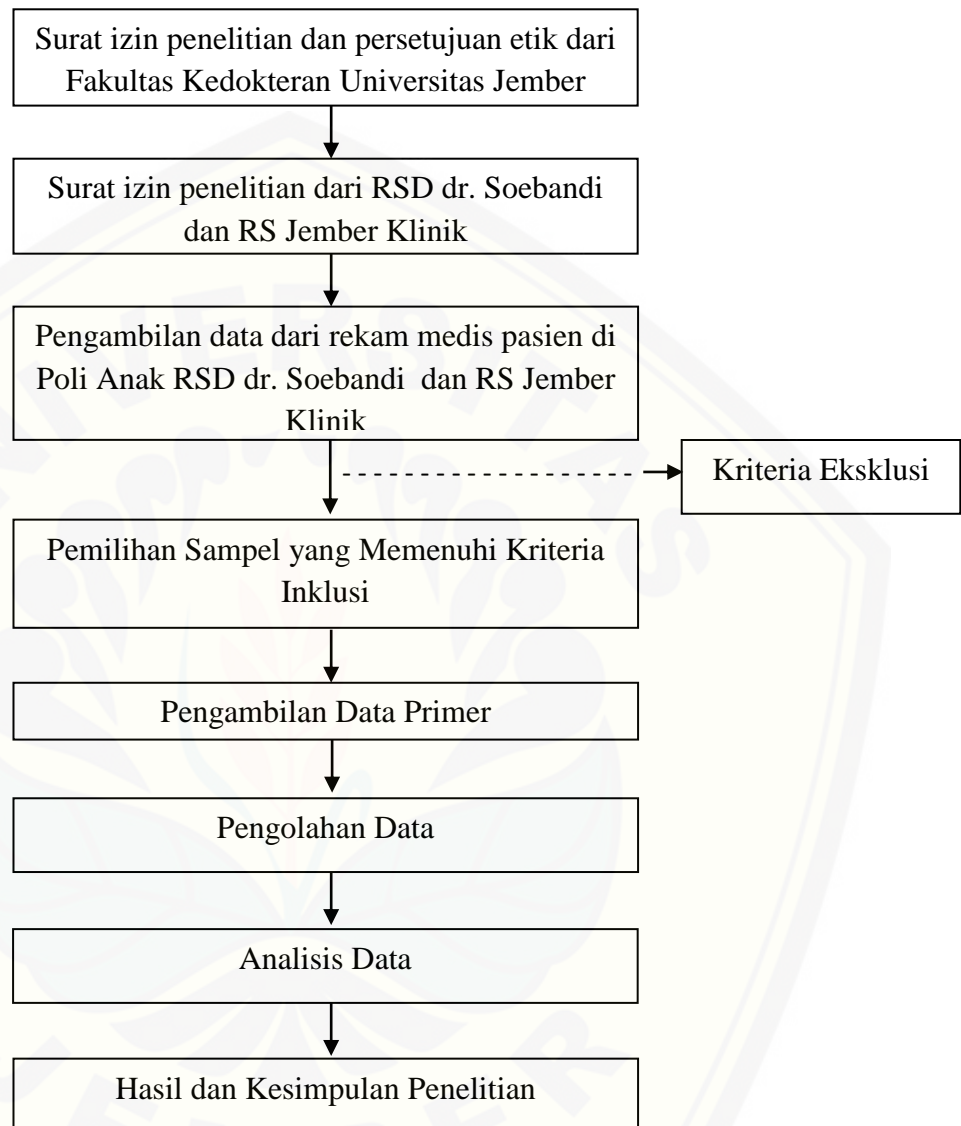 Surat izin penelitian dan persetujuan etik dari
Fakultas Kedokteran Universitas Jember
Surat izin penelitian dari RSD dr. Soebandi
dan RS Jember Klinik
Pengambilan data dari rekam medis pasien di
Poli Anak RSD dr. Soebandi dan RS Jember
Klinik
Kriteria Eksklusi
Pemilihan Sampel yang Memenuhi Kriteria
Inklusi
Pengambilan Data Primer
Pengolahan Data
Analisis Data
Hasil dan Kesimpulan Penelitian
UNIVERSITAS
JEMBER